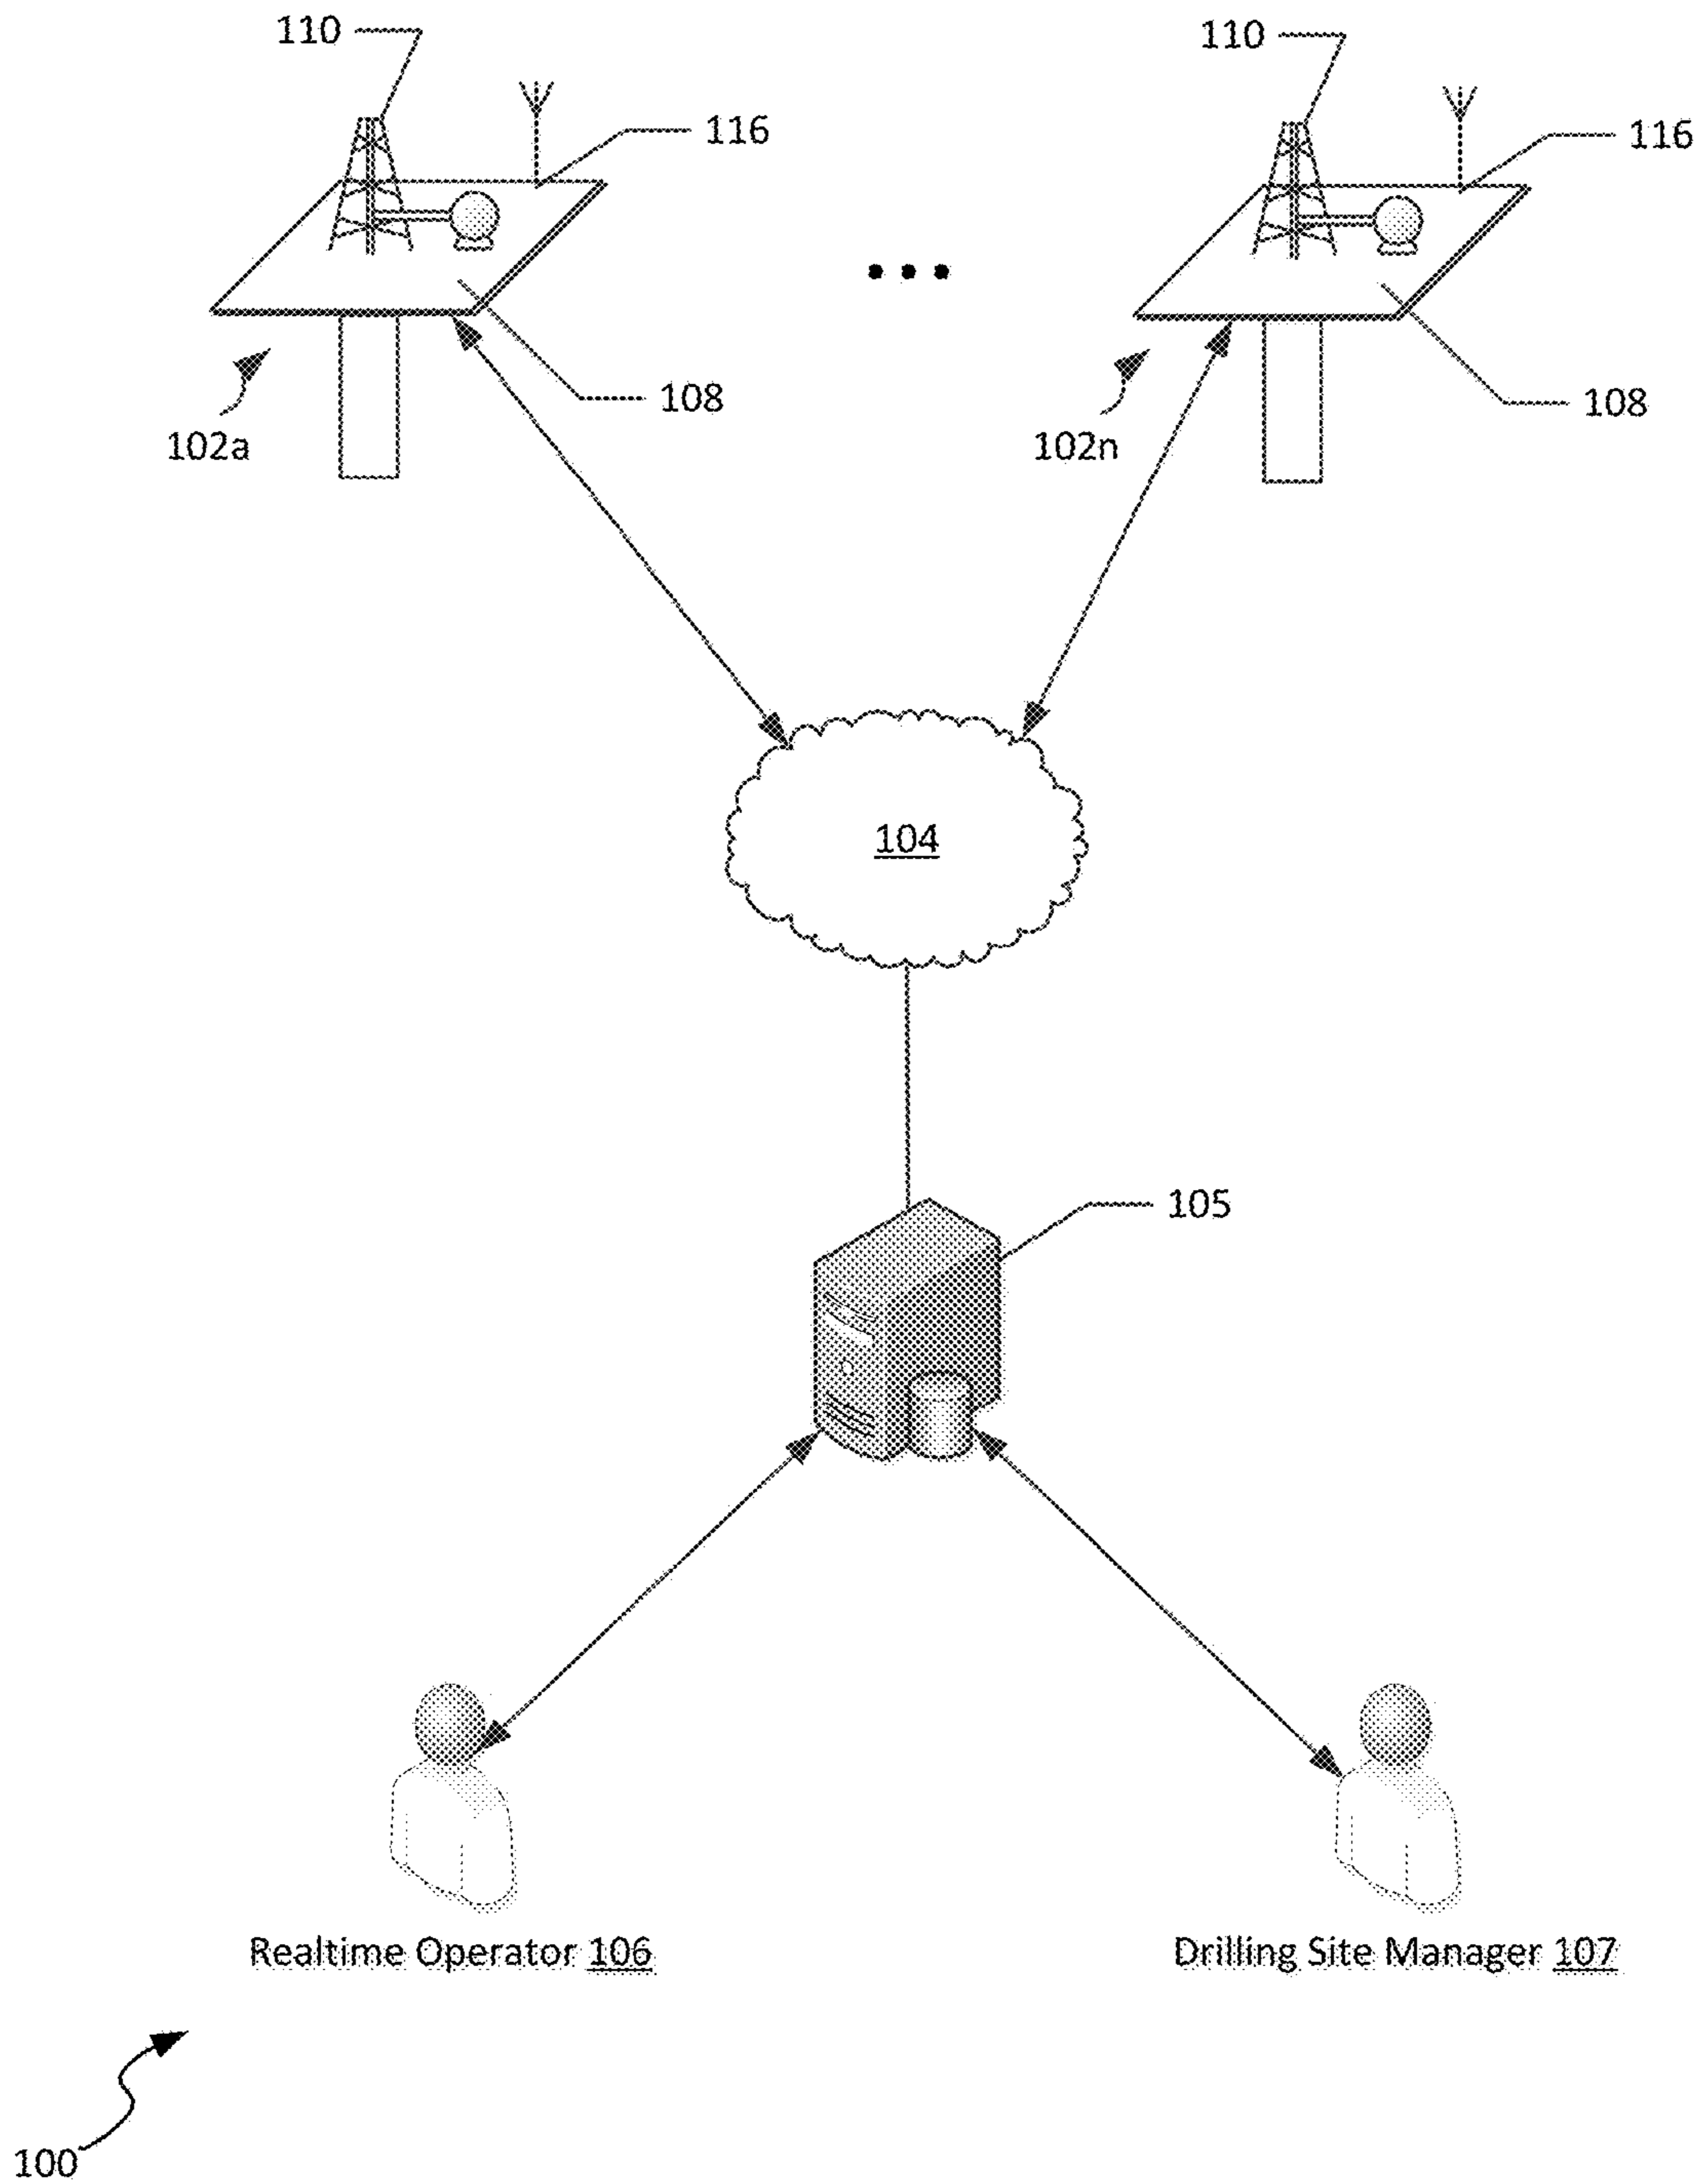 110
110
116
116
108
108
102a
102n
104
105
Realtime Operator 106
Drilling Site Manager 107
100